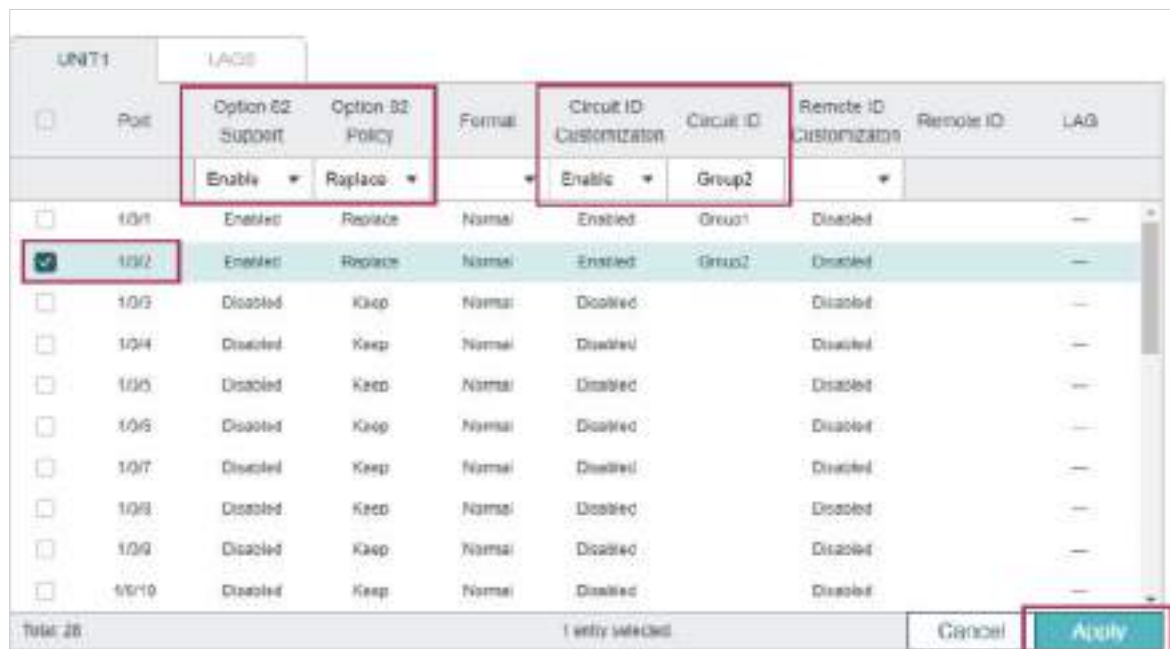 UNIT1 LAGS
Port Option 82 Support Option 82 Policy Format Circuit ID Customizaton Circuit ID Remote ID Customizaton Remote ID LAG
Enable Replace Enable Group2
1/0/1 Enabled Replace Normal Enabled Group1 Disabled ---
1/0/2 Enabled Replace Normal Enabled Group2 Disabled ---
1/0/3 Disabled Keep Normal Disabled Disabled ---
1/0/4 Disabled Keep Normal Disabled Disabled ---
1/0/5 Disabled Keep Normal Disabled Disabled ---
1/0/6 Disabled Keep Normal Disabled Disabled ---
1/0/7 Disabled Keep Normal Disabled Disabled ---
1/0/8 Disabled Keep Normal Disabled Disabled ---
1/0/9 Disabled Keep Normal Disabled Disabled ---
1/0/10 Disabled Keep Normal Disabled Disabled ---
Total: 28 1 entry selected. Cancel Apply